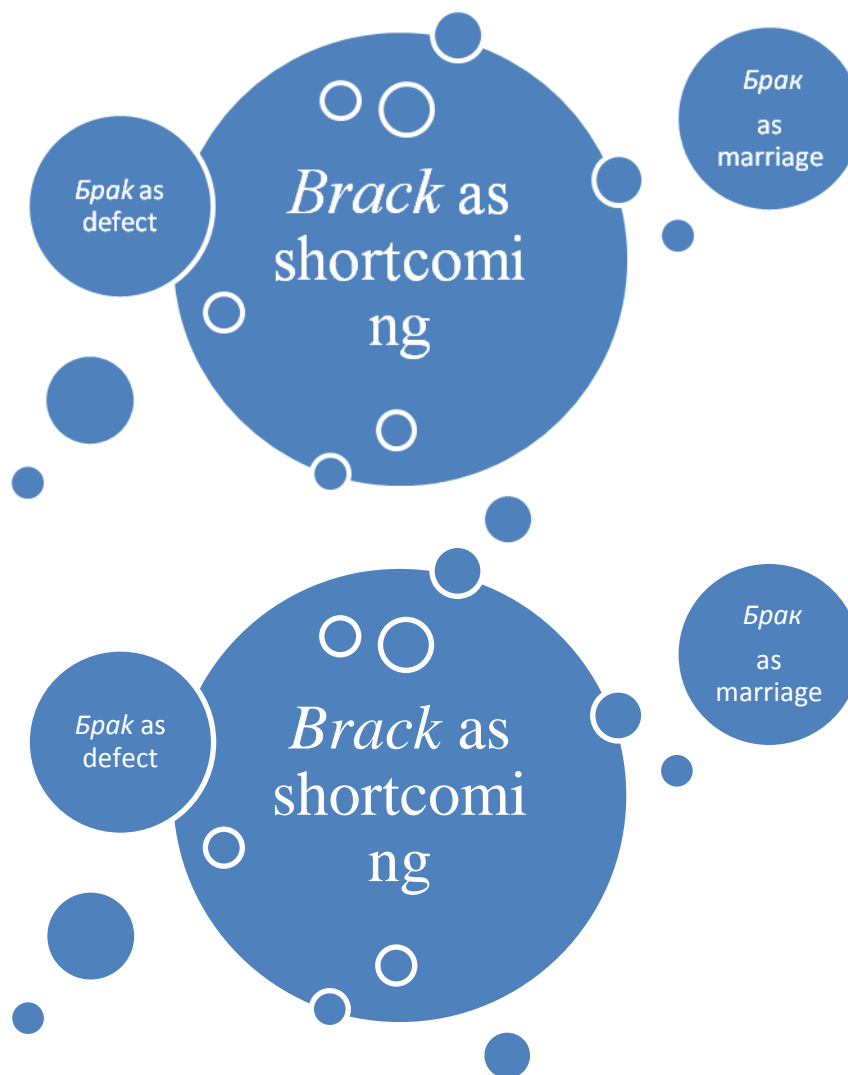 Брак
as
marriage
Брак as
defect
Brack as
shortcomi
ng
Брак
as
marriage
Брак as
defect
Brack as
shortcomi
ng